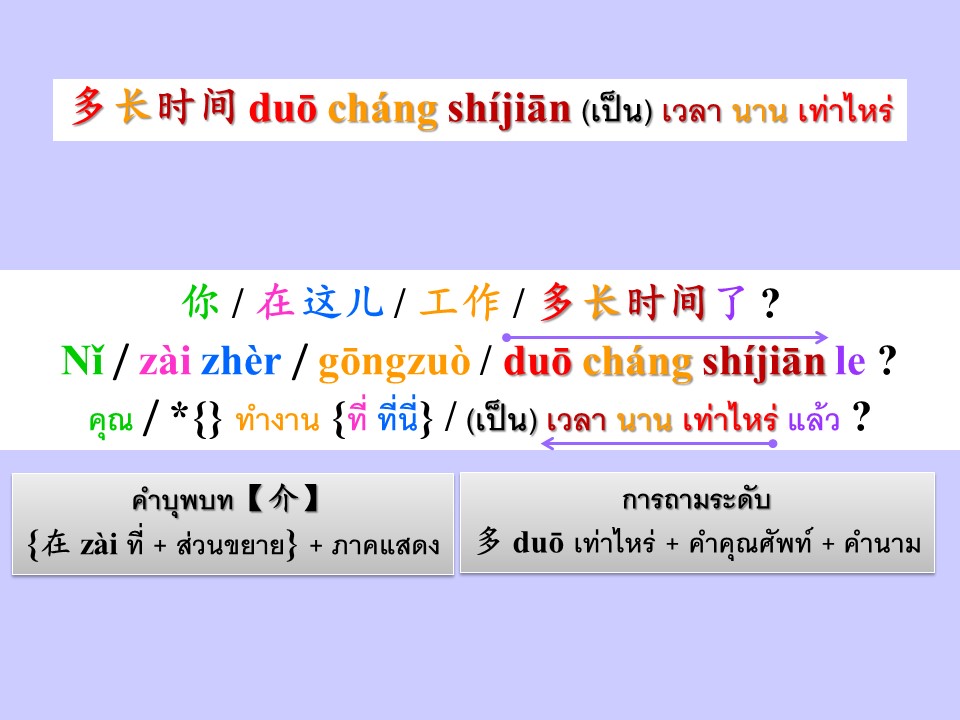 多长时间 duō cháng shíjiān (เป็น) เวลา นาน เท่าไหร่
你 / 在这儿 / 工作 / 多长时间了 ?
Nǐ / zài zhèr / gōngzuò / duō cháng shíjiān le ?
คุณ / *{} ทำงาน {ที่ ที่นี่} / (เป็น) เวลา นาน เท่าไหร่ แล้ว ?
คำบุพบท【介】
{在 zài ที่ + ส่วนขยาย} + ภาคแสดง
การถามระดับ
多 duō เท่าไหร่ + คำคุณศัพท์ + คำนาม